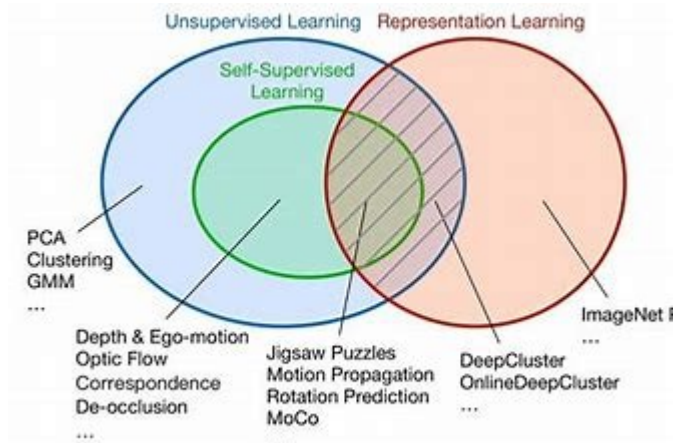 Unsupervised Learning
Representation Learning
Self-Supervised
Learning
PCA
Clustering
GMM
...
Depth & Ego-motion
Optic Flow
Correspondence
De-occlusion
...
Jigsaw Puzzles
Motion Propagation
Rotation Prediction
MoCo
DeepCluster
OnlineDeepCluster
...
ImageNet
...